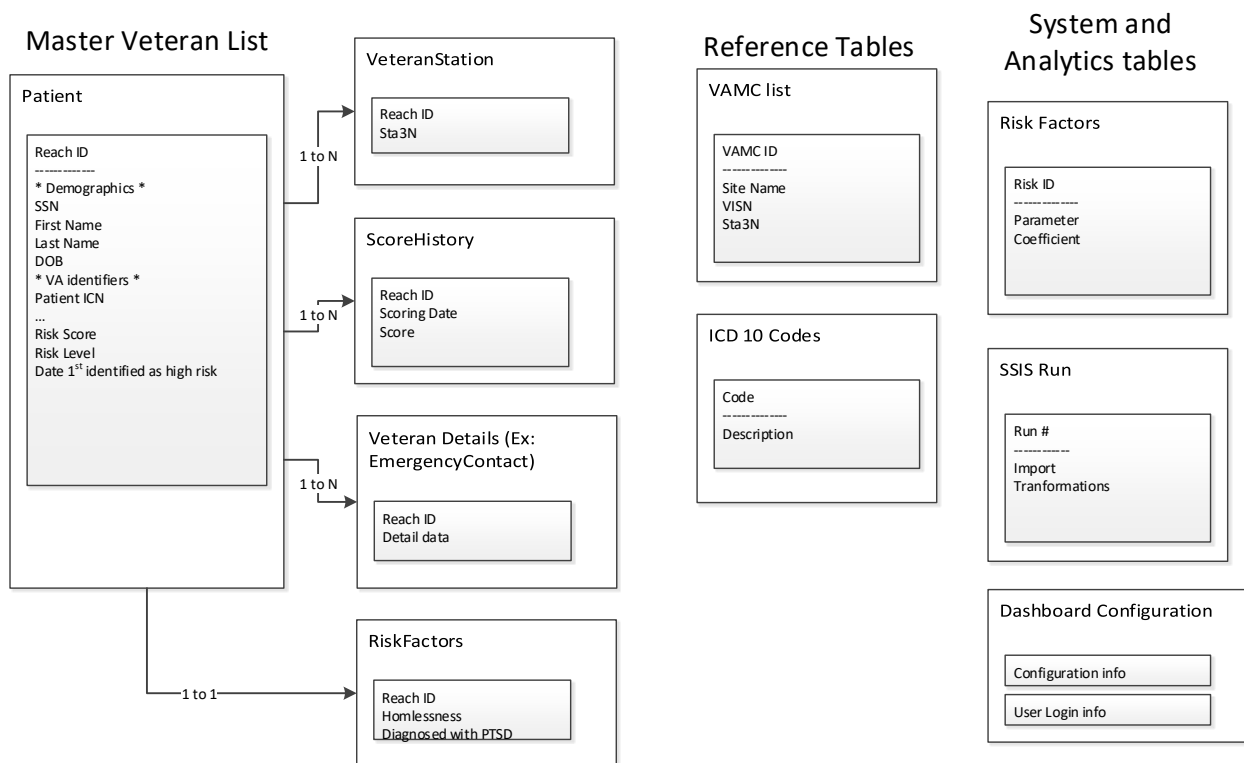 Master Veteran List
Patient
Reach ID
-------------
* Demographics *
SSN
First Name
Last Name
DOB
* VA identifiers *
Patient ICN
...
Risk Score
Risk Level
Date 1st identified as high risk
1 to N
VeteranStation
Reach ID
Sta3N
1 to N
ScoreHistory
Reach ID
Scoring Date
Score
1 to N
Veteran Details (Ex:
EmergencyContact)
Reach ID
Detail data
1 to 1
RiskFactors
Reach ID
Homlessness
Diagnosed with PTSD
Reference Tables
VAMC list
VAMC ID
--------------
Site Name
VISN
Sta3N
ICD 10 Codes
Code
--------------
Description
System and
Analytics tables
Risk Factors
Risk ID
--------------
Parameter
Coefficient
SSIS Run
Run #
------------
Import
Tranformations
Dashboard Configuration
Configuration info
User Login info